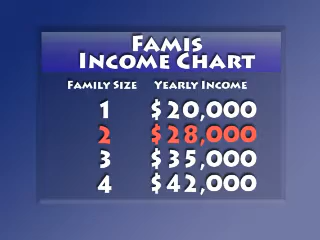 Famis
Income Chart
Family Size Yearly Income
1 $20,000
2 $28,000
3 $35,000
4 $42,000